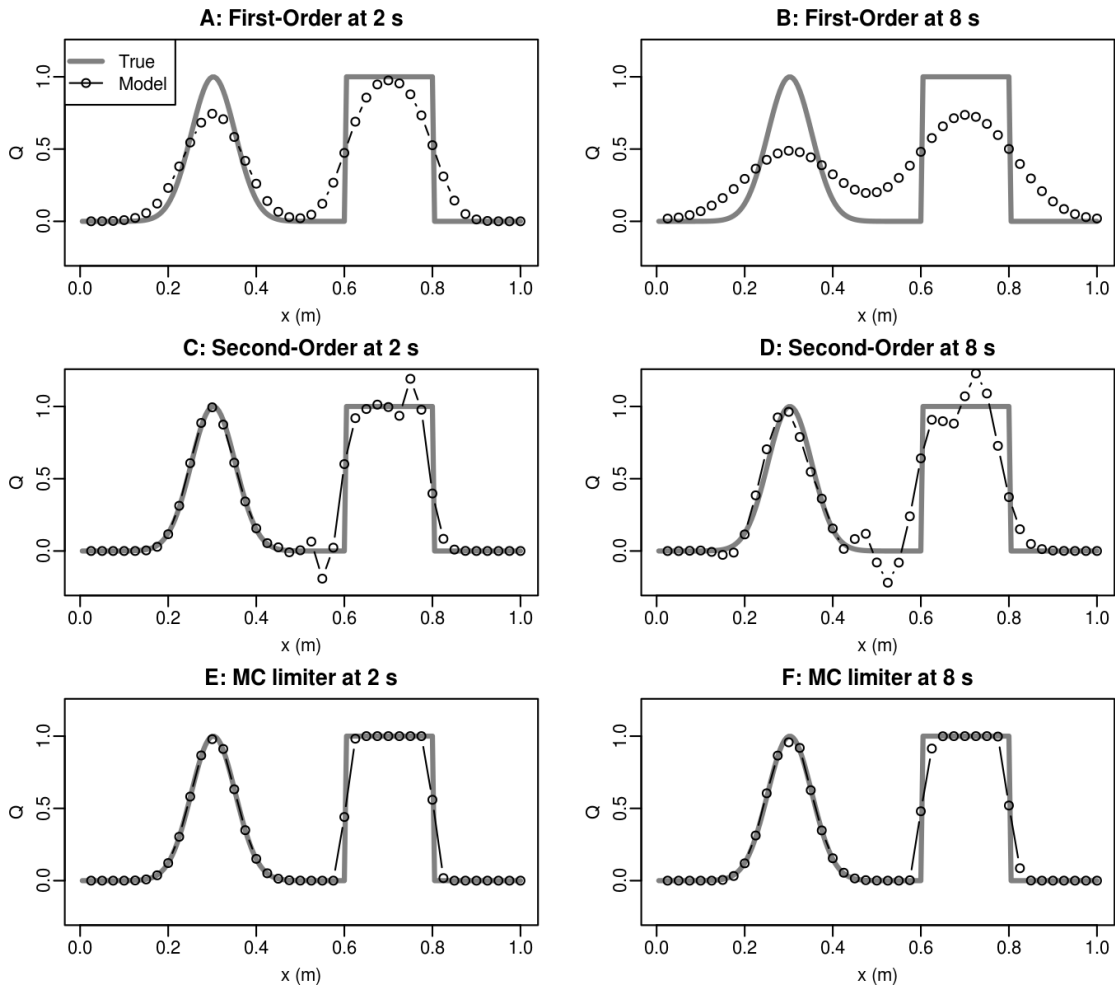 A: First-Order at 2 s
True
Model
Q
0.0 0.5 1.0
0.0 0.2 0.4 0.6 0.8 1.0
x (m)
B: First-Order at 8 s
Q
0.0 0.5 1.0
0.0 0.2 0.4 0.6 0.8 1.0
x (m)
C: Second-Order at 2 s
Q
0.0 0.5 1.0
0.0 0.2 0.4 0.6 0.8 1.0
x (m)
D: Second-Order at 8 s
Q
0.0 0.5 1.0
0.0 0.2 0.4 0.6 0.8 1.0
x (m)
E: MC limiter at 2 s
Q
0.0 0.5 1.0
0.0 0.2 0.4 0.6 0.8 1.0
x (m)
F: MC limiter at 8 s
Q
0.0 0.5 1.0
0.0 0.2 0.4 0.6 0.8 1.0
x (m)